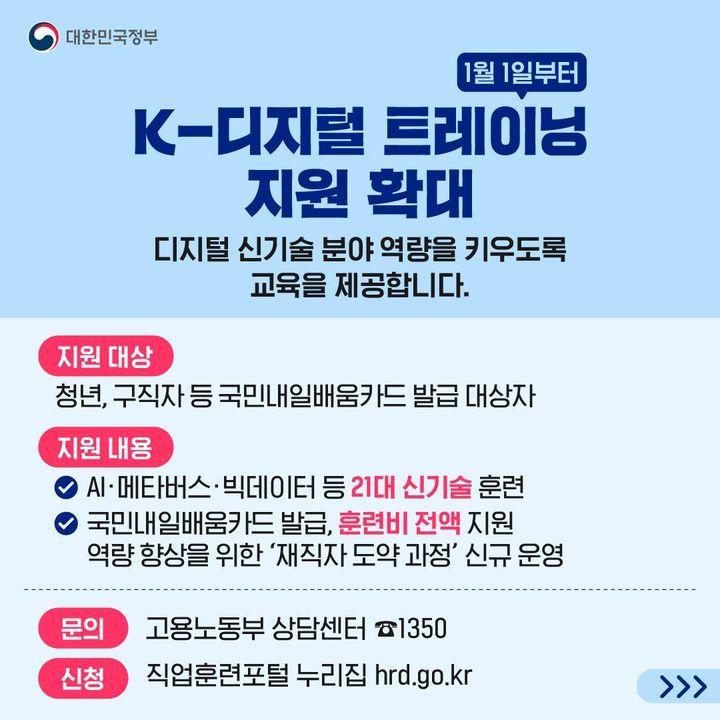 대한민국정부
1월 1일부터
K-디지털 트레이닝
지원 확대
디지털 신기술 분야 역량을 키우도록
교육을 제공합니다.
지원 대상
청년, 구직자 등 국민내일배움카드 발급 대상자
지원 내용
AI·메타버스·빅데이터 등 21대 신기술 훈련
국민내일배움카드 발급, 훈련비 전액 지원
역량 향상을 위한 ‘재직자 도약 과정’ 신규 운영
문의 고용노동부 상담센터 ☎1350
신청 직업훈련포털 누리집 hrd.go.kr